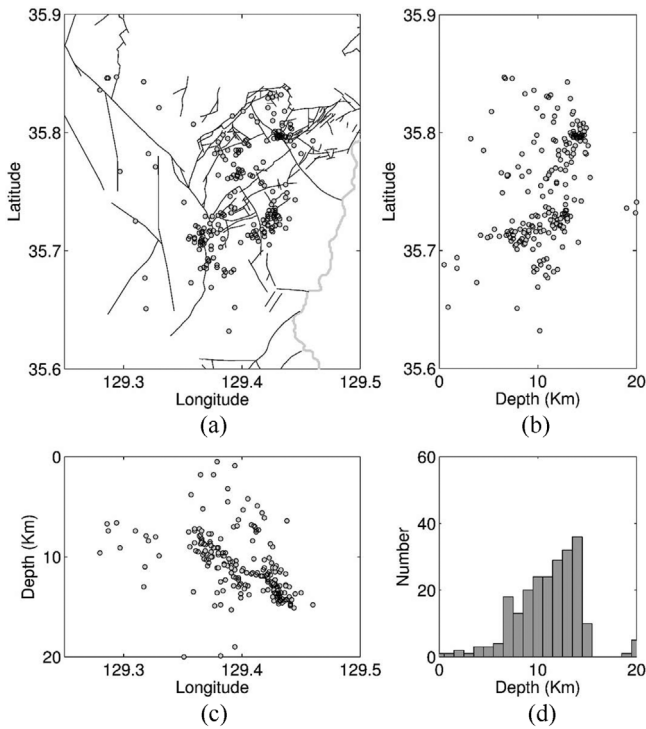 35.9
35.8
35.7
35.6
Latitude
129.3
129.4
129.5
Longitude
(a)
35.9
35.8
35.7
35.6
Latitude
0
10
20
Depth (Km)
(b)
0
10
20
Depth (Km)
129.3
129.4
129.5
Longitude
(c)
60
40
20
0
Number
0
10
20
Depth (Km)
(d)